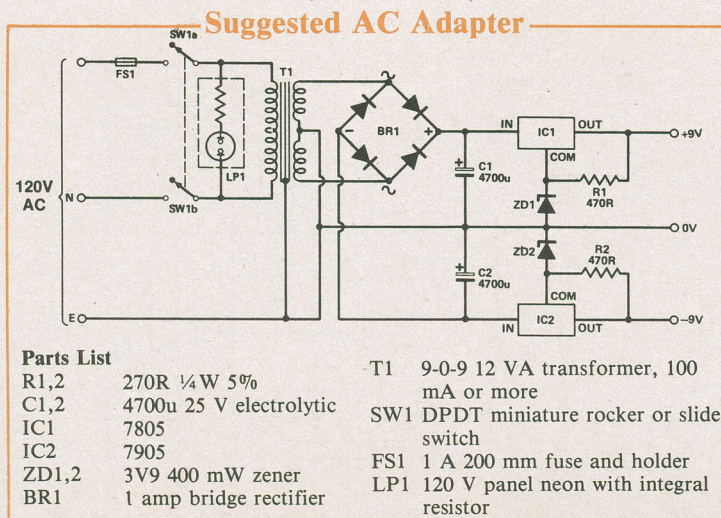 Suggested AC Adapter
SW1a
FS1
T1
LP1
SW1b
120V
AC
N
E
~
BR1
-
+
~
IN
IC1
OUT
COM
+9V
+
C1
4700u
R1
470R
ZD1
0V
ZD2
R2
470R
+
C2
4700u
COM
IN
IC2
OUT
-9V
Parts List
R1,2 270R ¼W 5%
C1,2 4700u 25 V electrolytic
IC1 7805
IC2 7905
ZD1,2 3V9 400 mW zener
BR1 1 amp bridge rectifier
T1 9-0-9 12 VA transformer, 100
mA or more
SW1 DPDT miniature rocker or slide
switch
FS1 1 A 200 mm fuse and holder
LP1 120 V panel neon with integral
resistor